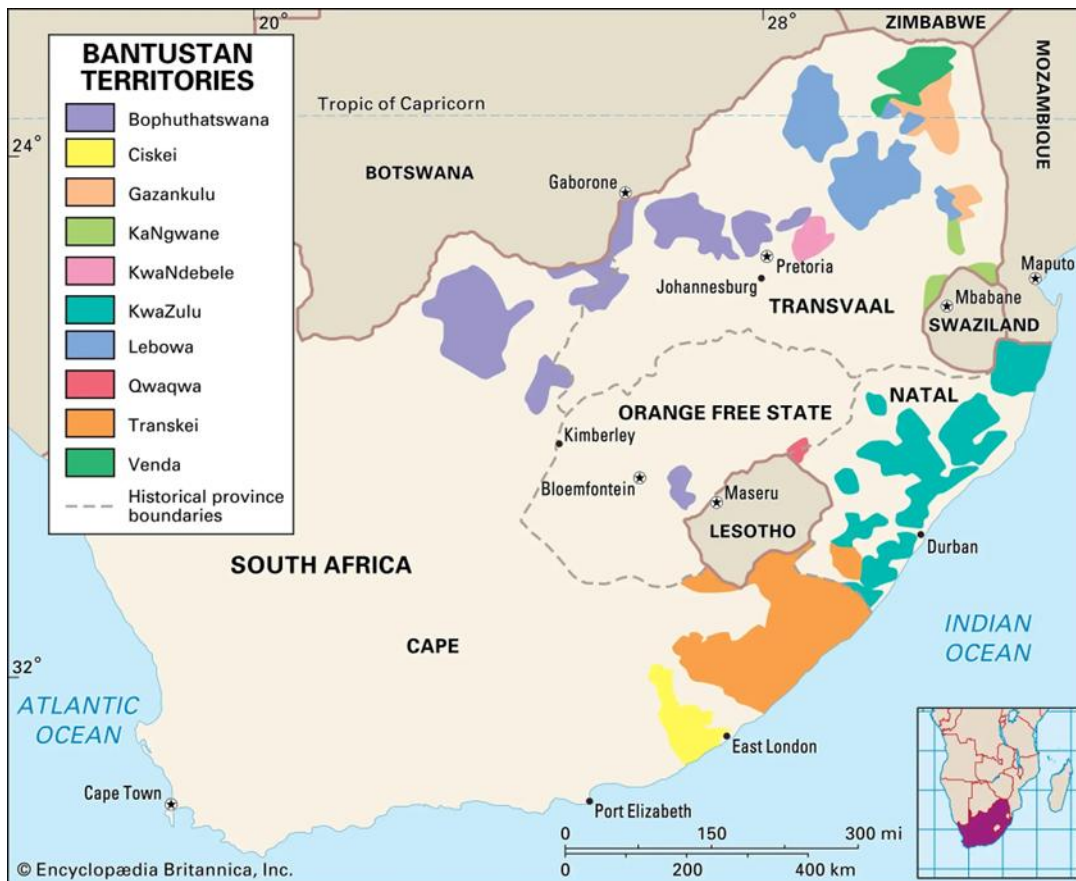 20°
28°
ZIMBABWE
MOZAMBIQUE
BANTUSTAN
TERRITORIES
Bophuthatswana
Ciskei
Gazankulu
KaNgwane
KwaNdebele
KwaZulu
Lebowa
Qwaqwa
Transkei
Venda
Historical province
boundaries
Tropic of Capricorn
24°
BOTSWANA
Gaborone
Pretoria
Johannesburg
Maputo
TRANSVAAL
Mbabane
SWAZILAND
NATAL
ORANGE FREE STATE
Kimberley
Bloemfontein
Maseru
LESOTHO
Durban
SOUTH AFRICA
CAPE
INDIAN
OCEAN
32°
ATLANTIC
OCEAN
East London
Cape Town
Port Elizabeth
0 150 300 mi
0 200 400 km
© Encyclopædia Britannica, Inc.